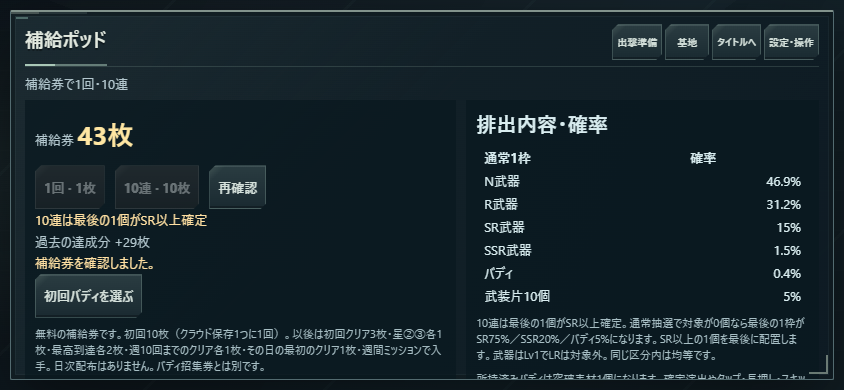 補給ポッド
出撃準備
基地
タイトルへ
設定・操作
補給券で1回・10連
補給券 43枚
1回 - 1枚
10連 - 10枚
再確認
10連は最後の1個がSR以上確定
過去の達成分 +29枚
補給券を確認しました。
初回バディを選ぶ
無料の補給券です。初回10枚（クラウド保存1つに1回）。以後は初回クリア3枚・星②③各1
枚・最高到達各2枚・週10回までのクリア各1枚・その日の最初のクリア1枚・週間ミッションで入
手。日次配布はありません。バディ招集券とは別です。
排出内容・確率
通常1枠 確率
N武器 46.9%
R武器 31.2%
SR武器 15%
SSR武器 1.5%
バディ 0.4%
武装片10個 5%
10連は最後の1個がSR以上確定。通常抽選で対象が0個なら最後の1枠が
SR75%／SSR20%／バディ5%になります。SR以上の1個を最後に配置しま
す。武器はLv1でLRは対象外。同じ区分内は均等です。